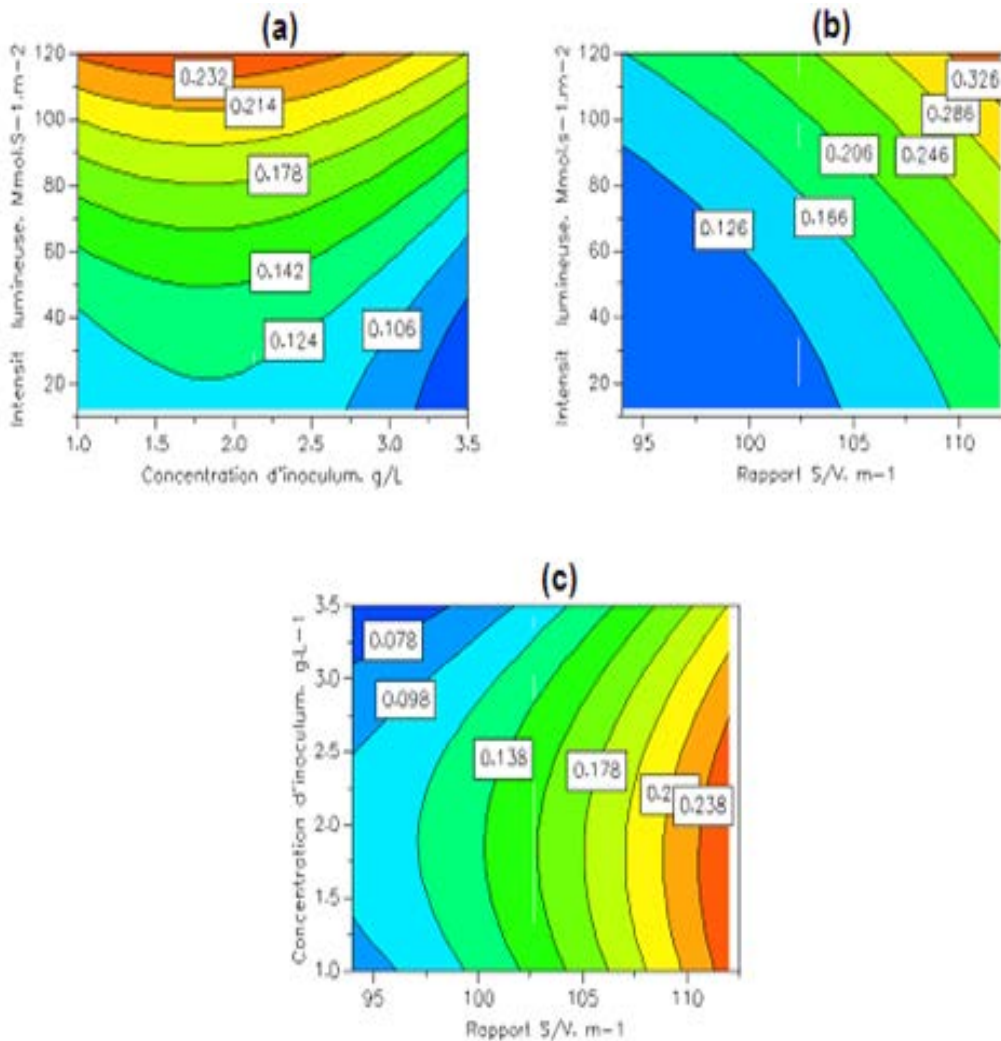 (a)
Intensit lumineuse. Mmol.S-1.m-2
120
100
80
60
40
20
0.232
0.214
0.178
0.142
0.124
0.106
1.0 1.5 2.0 2.5 3.0 3.5
Concentration d'inoculum. g/L
(b)
Intensit lumineuse. Mmol.s-1.m-2
120
100
80
60
40
20
0.326
0.286
0.246
0.206
0.166
0.126
95 100 105 110
Rapport S/V. m-1
(c)
Concentration d'inoculum. g.L-1
3.5
3.0
2.5
2.0
1.5
1.0
0.078
0.098
0.138
0.178
0.238
95 100 105 110
Rapport S/V. m-1